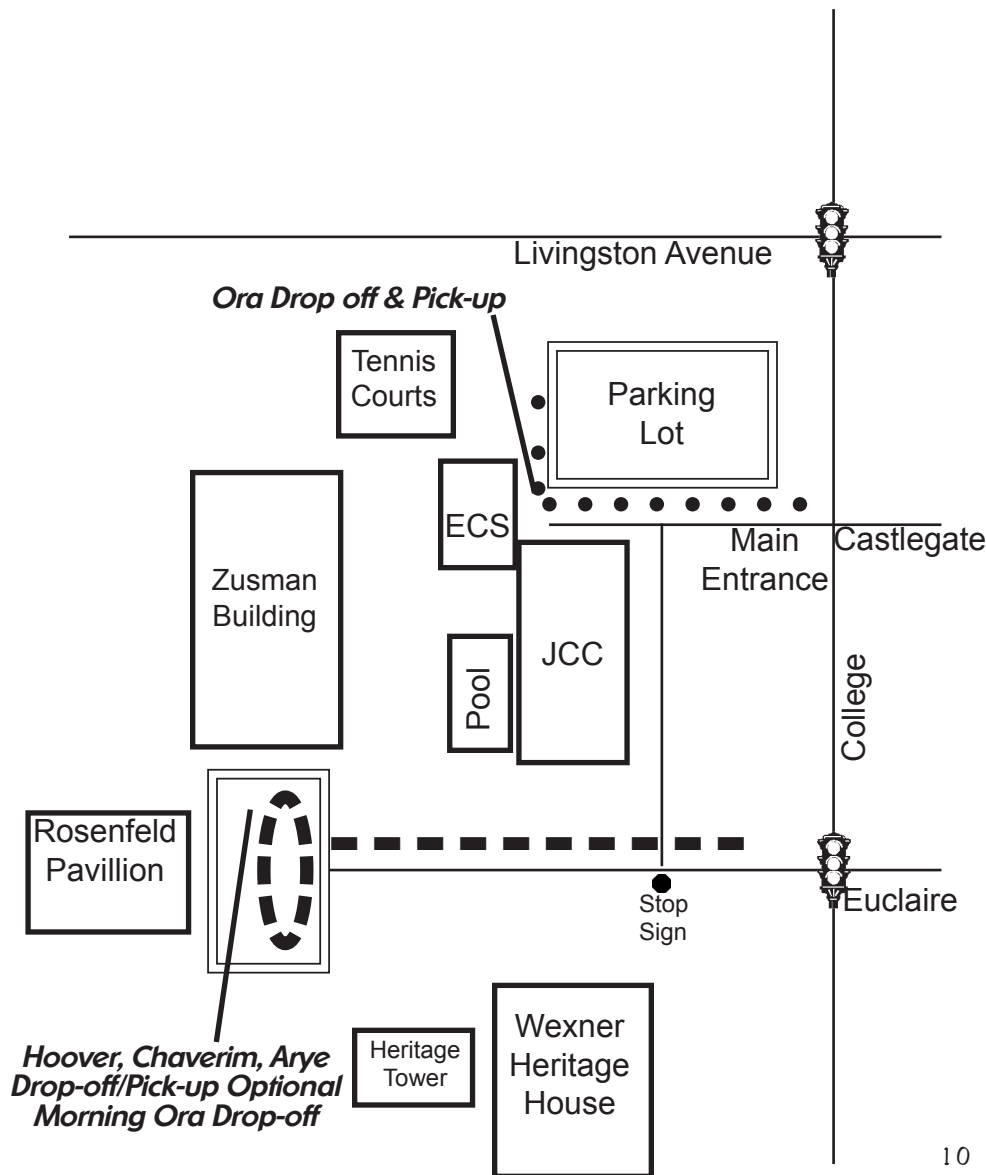 Livingston Avenue
Ora Drop off & Pick-up
Tennis
Courts
Parking
Lot
ECS
Main
Entrance
Castlegate
Zusman
Building
JCC
Pool
College
Rosenfeld
Pavillion
Euclaire
Stop
Sign
Hoover, Chaverim, Arye
Drop-off/Pick-up Optional
Morning Ora Drop-off
Heritage
Tower
Wexner
Heritage
House
10